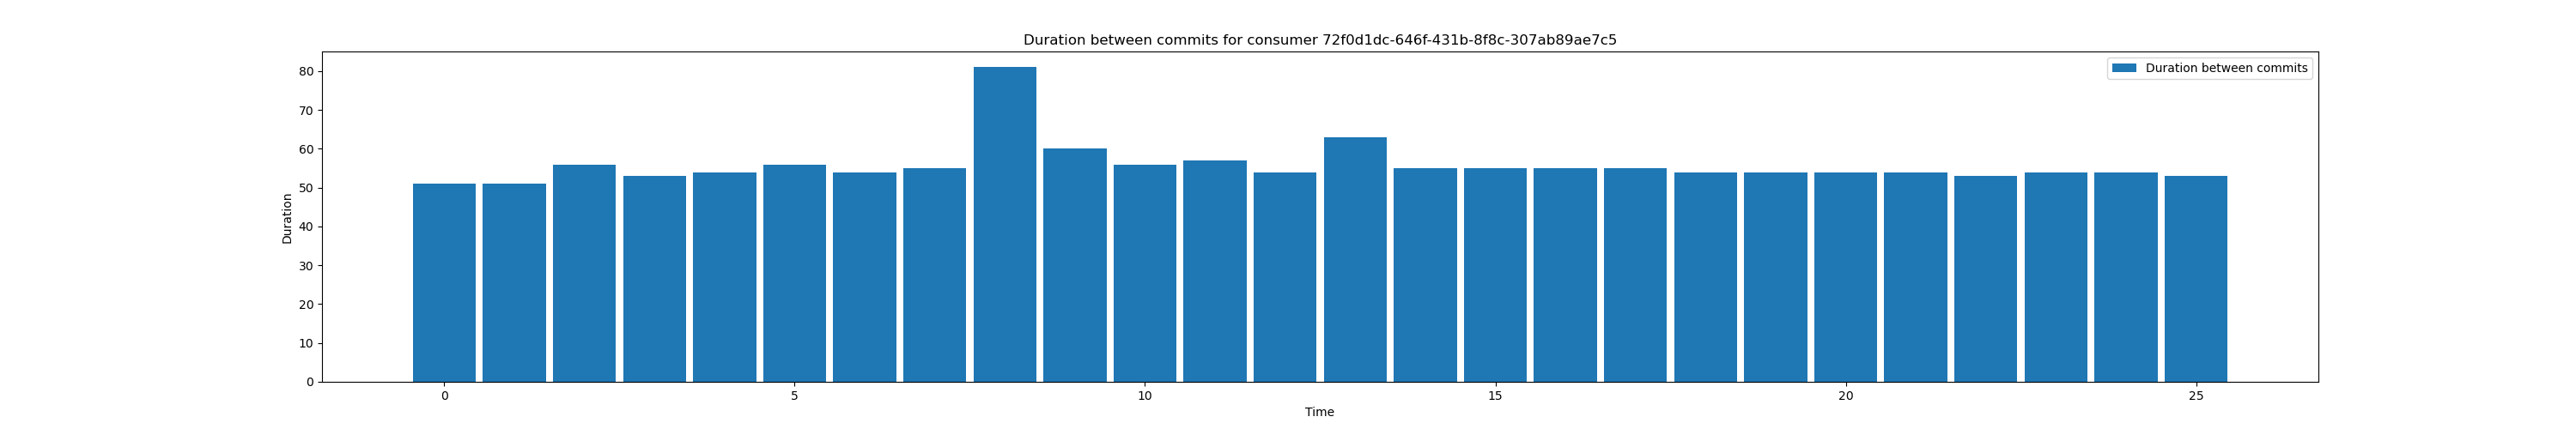 Duration between commits for consumer 72f0d1dc-646f-431b-8f8c-307ab89ae7c5
Duration between commits
80
70
60
50
40
30
20
10
0
Duration
0 5 10 15 20 25
Time